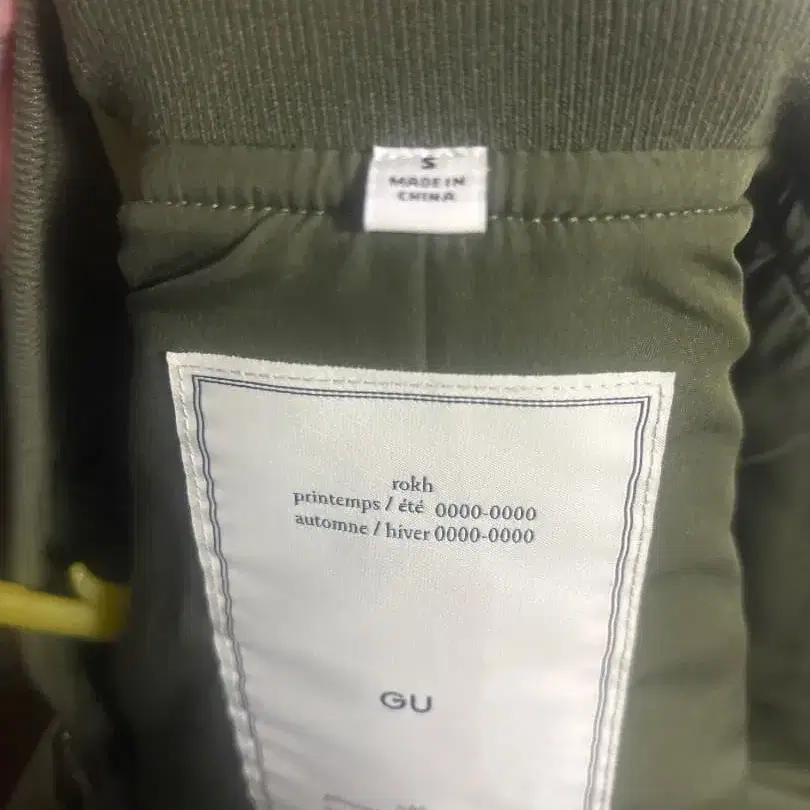 S
MADE IN
CHINA
rokh
printemps / été 0000-0000
automne / hiver 0000-0000
GU